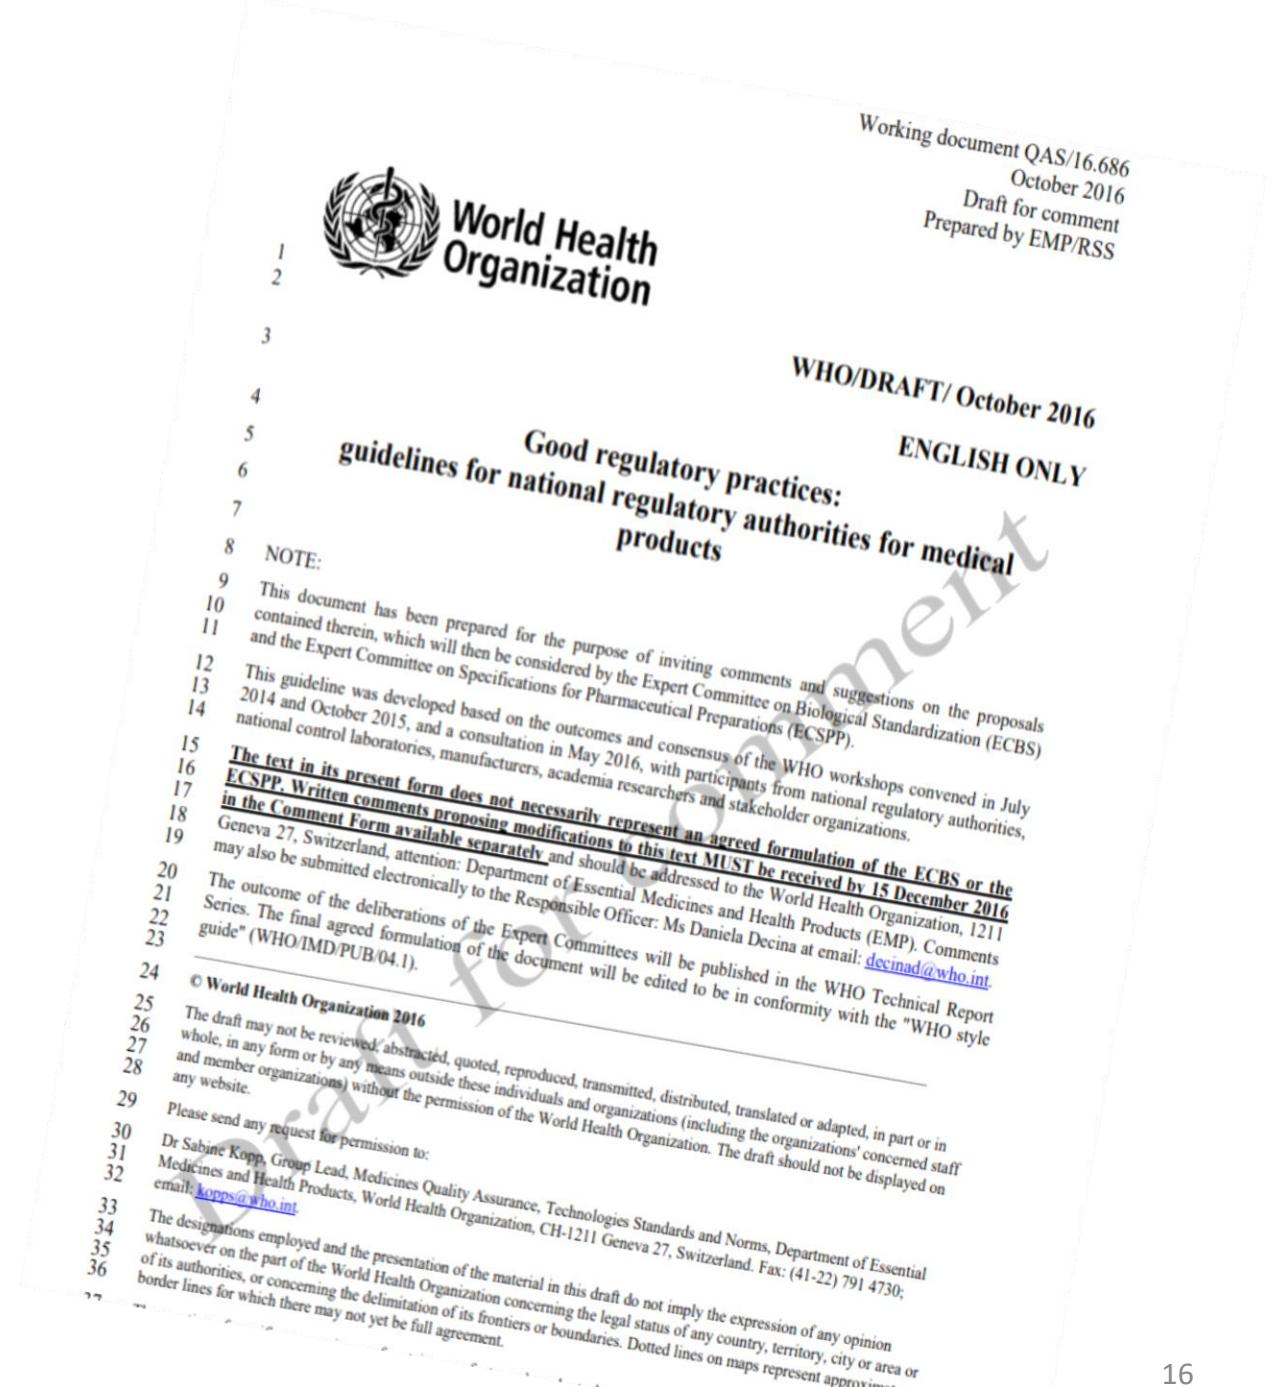 Working document QAS/16.686
October 2016
Draft for comment
Prepared by EMP/RSS
1
World Health
2
Organization
3
WHO/DRAFT/ October 2016
4
ENGLISH ONLY
5
Good regulatory practices:
6
guidelines for national regulatory authorities for medical
7
products
8 NOTE:
9 This document has been prepared for the purpose of inviting comments and suggestions on the proposals
10 contained therein, which will then be considered by the Expert Committee on Biological Standardization (ECBS)
11 and the Expert Committee on Specifications for Pharmaceutical Preparations (ECSPP).
12 This guideline was developed based on the outcomes and consensus of the WHO workshops convened in July
13 2014 and October 2015, and a consultation in May 2016, with participants from national regulatory authorities,
14 national control laboratories, manufacturers, academia researchers and stakeholder organizations.
15 The text in its present form does not necessarily represent an agreed formulation of the ECBS or the
16 ECSPP. Written comments proposing modifications to this text MUST be received by 15 December 2016
17 in the Comment Form available separately and should be addressed to the World Health Organization, 1211
18 Geneva 27, Switzerland, attention: Department of Essential Medicines and Health Products (EMP). Comments
19 may also be submitted electronically to the Responsible Officer: Ms Daniela Decina at email: decinad@who.int.
20 The outcome of the deliberations of the Expert Committees will be published in the WHO Technical Report
21 Series. The final agreed formulation of the document will be edited to be in conformity with the "WHO style
22 guide" (WHO/IMD/PUB/04.1).
23
24 © World Health Organization 2016
25 The draft may not be reviewed, abstracted, quoted, reproduced, transmitted, distributed, translated or adapted, in part or in
26 whole, in any form or by any means outside these individuals and organizations (including the organizations' concerned staff
27 and member organizations) without the permission of the World Health Organization. The draft should not be displayed on
28 any website.
29 Please send any request for permission to:
30 Dr Sabine Kopp, Group Lead, Medicines Quality Assurance, Technologies Standards and Norms, Department of Essential
31 Medicines and Health Products, World Health Organization, CH-1211 Geneva 27, Switzerland. Fax: (41-22) 791 4730;
32 email: kopps@who.int.
33 The designations employed and the presentation of the material in this draft do not imply the expression of any opinion
34 whatsoever on the part of the World Health Organization concerning the legal status of any country, territory, city or area or
35 of its authorities, or concerning the delimitation of its frontiers or boundaries. Dotted lines on maps represent
36 border lines for which there may not yet be full agreement.
Draft for comment
16